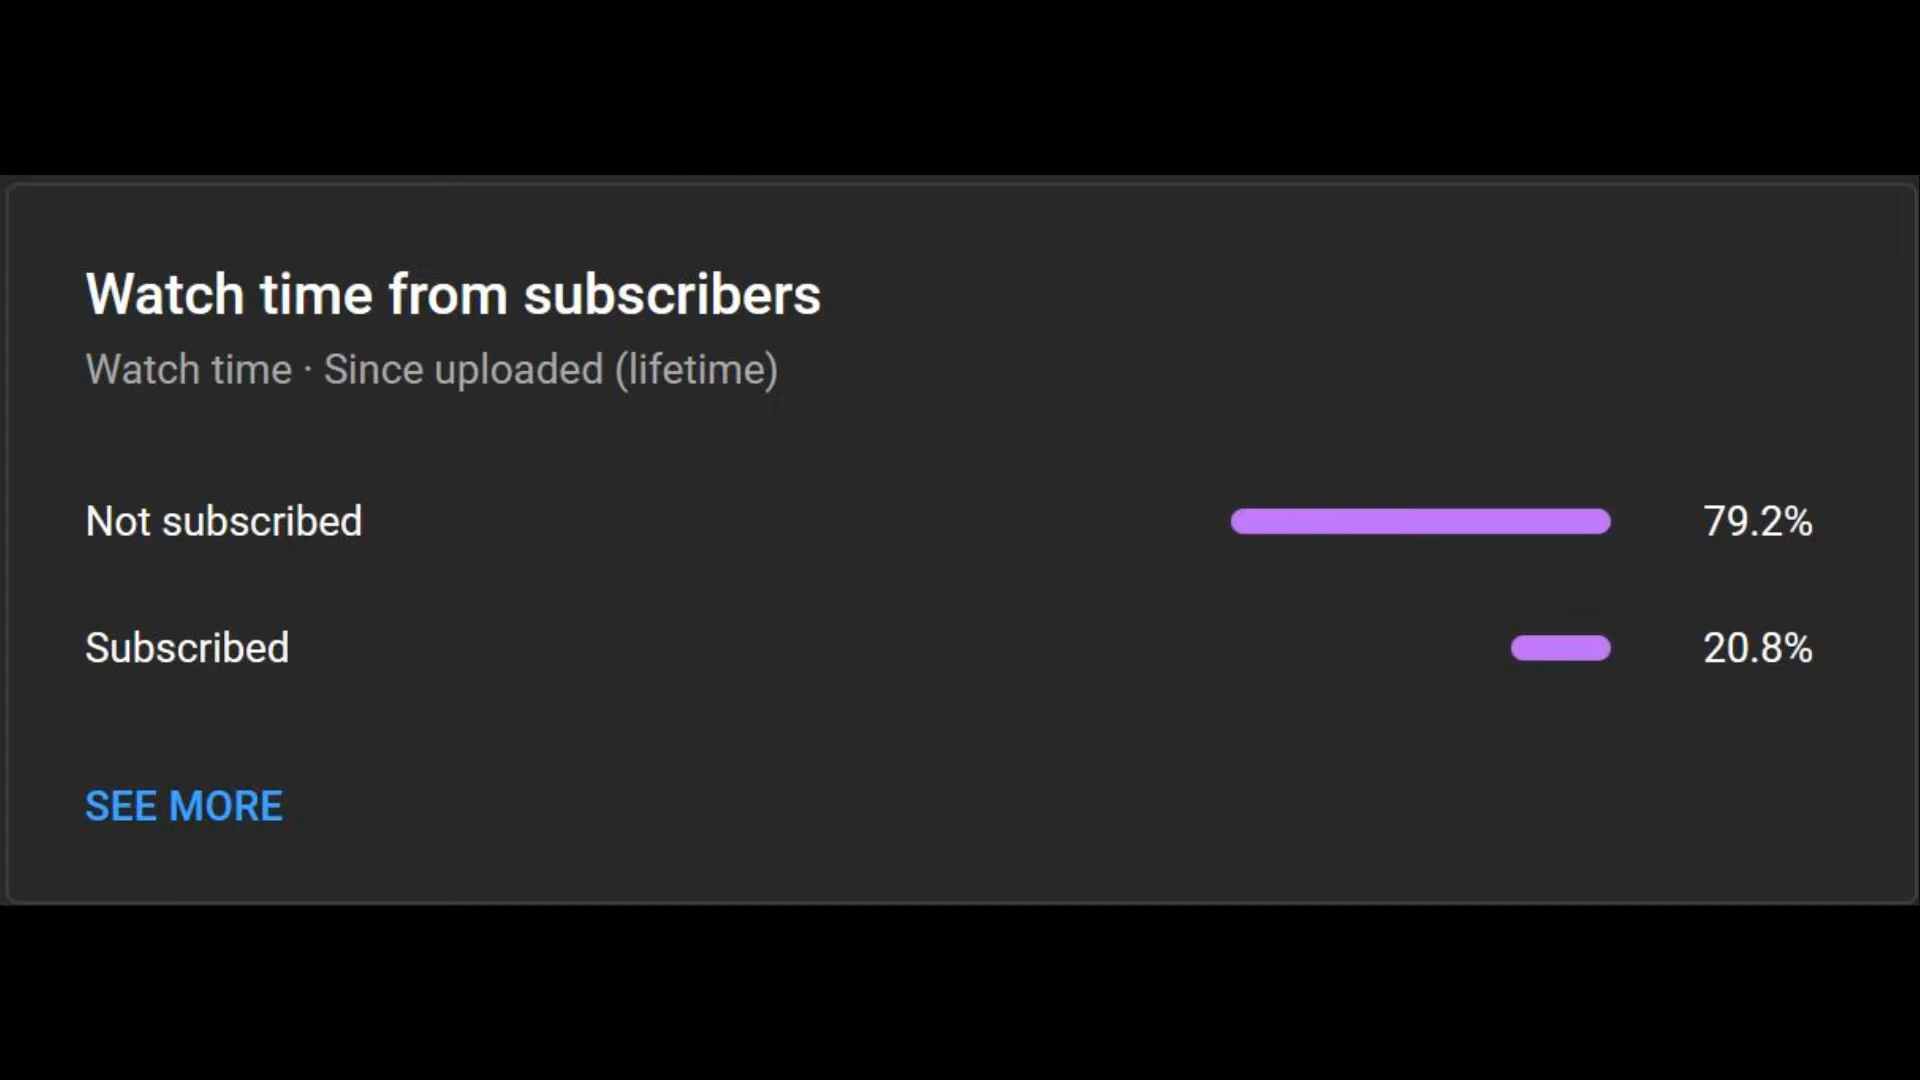 Watch time from subscribers
Watch time · Since uploaded (lifetime)
Not subscribed 79.2%
Subscribed 20.8%
SEE MORE